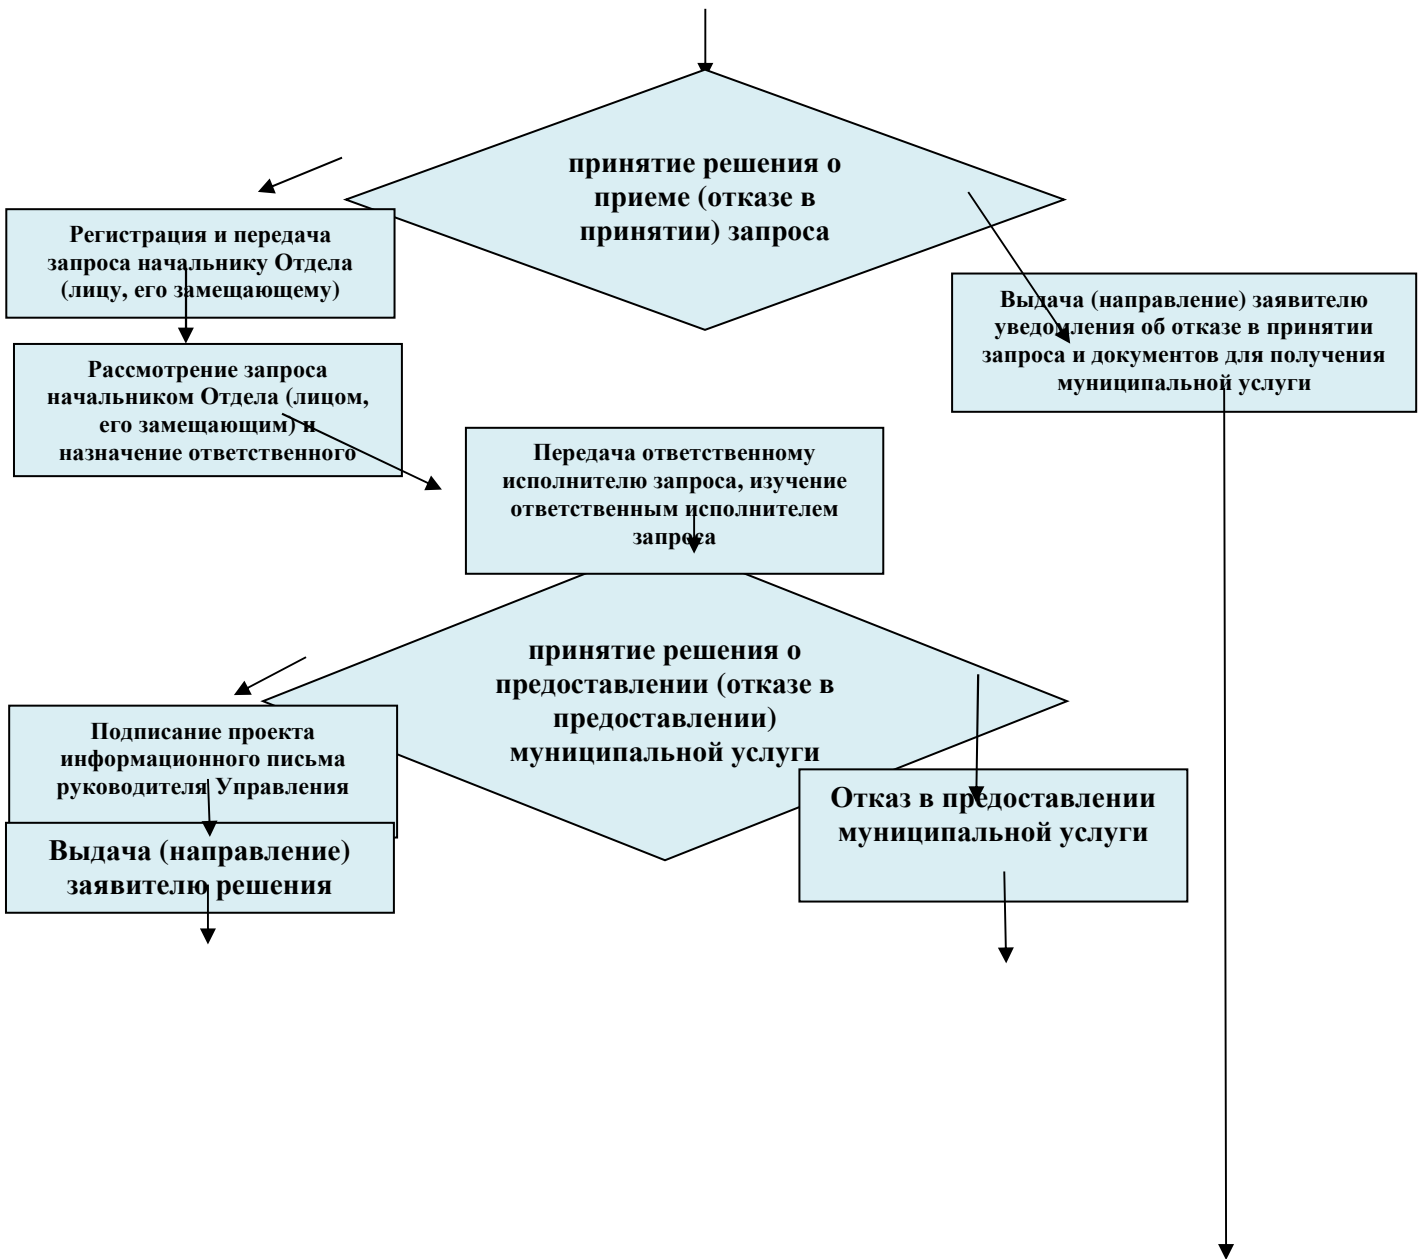 принятие решения о
приеме (отказе в
принятии) запроса
Регистрация и передача
запроса начальнику Отдела
(лицу, его замещающему)
Выдача (направление) заявителю
уведомления об отказе в принятии
запроса и документов для получения
муниципальной услуги
Рассмотрение запроса
начальником Отдела (лицом,
его замещающим) и
назначение ответственного
Передача ответственному
исполнителю запроса, изучение
ответственным исполнителем
запроса
принятие решения о
предоставлении (отказе в
предоставлении)
муниципальной услуги
Подписание проекта
информационного письма
руководителя Управления
Отказ в предоставлении
муниципальной услуги
Выдача (направление)
заявителю решения